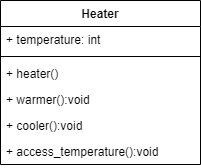 Heater
+ temperature: int
+ heater()
+ warmer():void
+ cooler():void
+ access_temperature():void